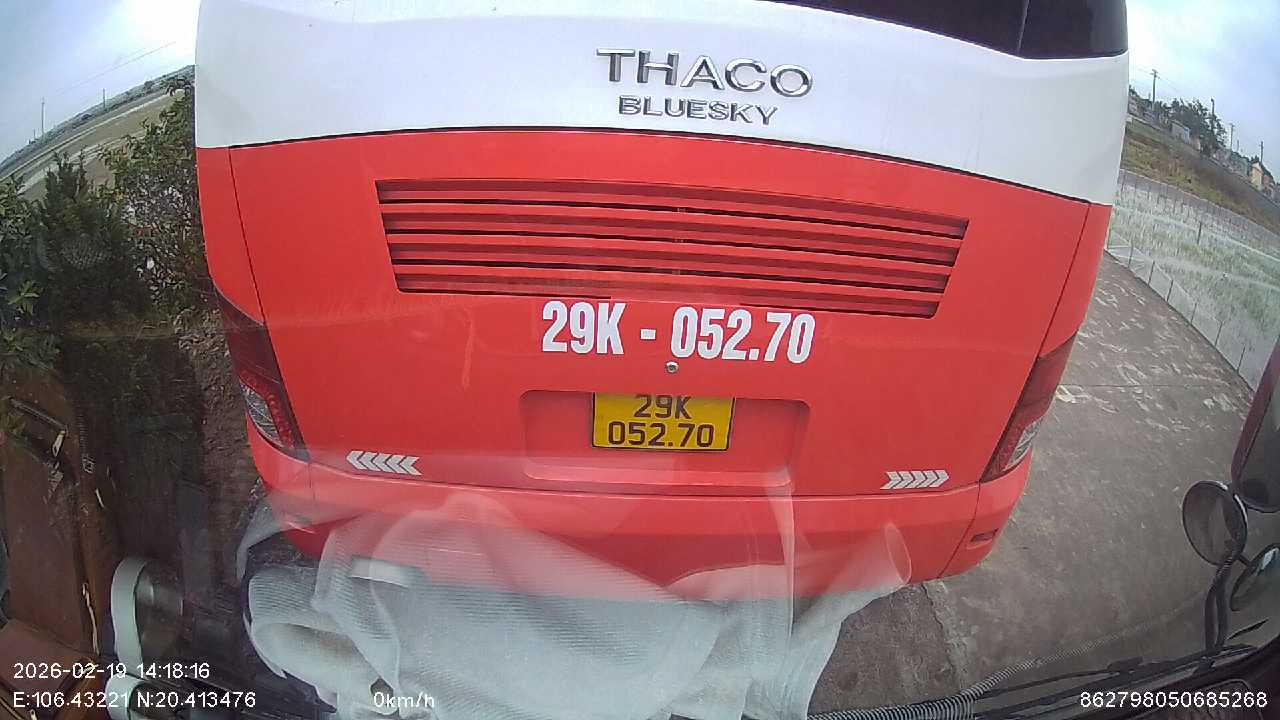 THACO
BLUESKY
29K - 052.70
29K
052.70
2026-02-19 14:18:16
E:106.43221 N:20.413476 0km/h 862798050685268